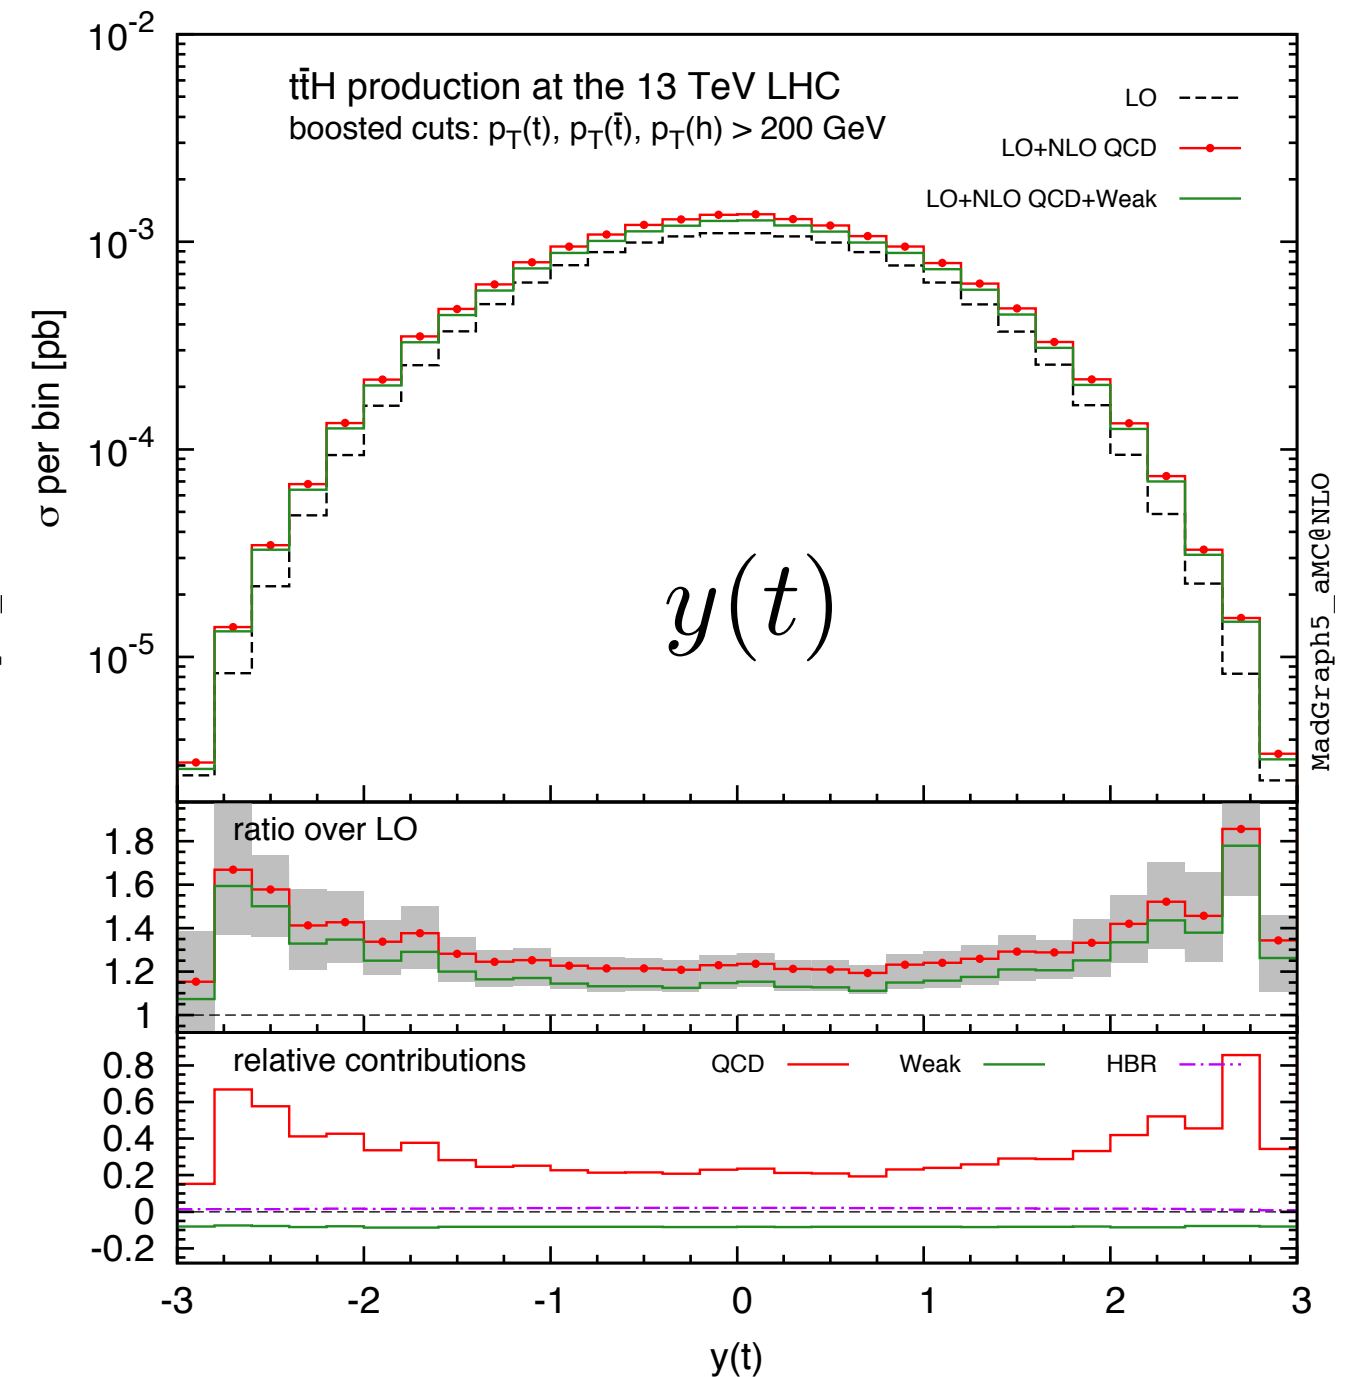 10-2
tt̄H production at the 13 TeV LHC
boosted cuts: pT(t), pT(t̄), pT(h) > 200 GeV
LO
LO+NLO QCD
LO+NLO QCD+Weak
10-3
σ per bin [pb]
10-4
10-5
y(t)
MadGraph5_aMC@NLO
ratio over LO
1.8
1.6
1.4
1.2
1
relative contributions
QCD
Weak
HBR
0.8
0.6
0.4
0.2
0
-0.2
-3 -2 -1 0 1 2 3
y(t)